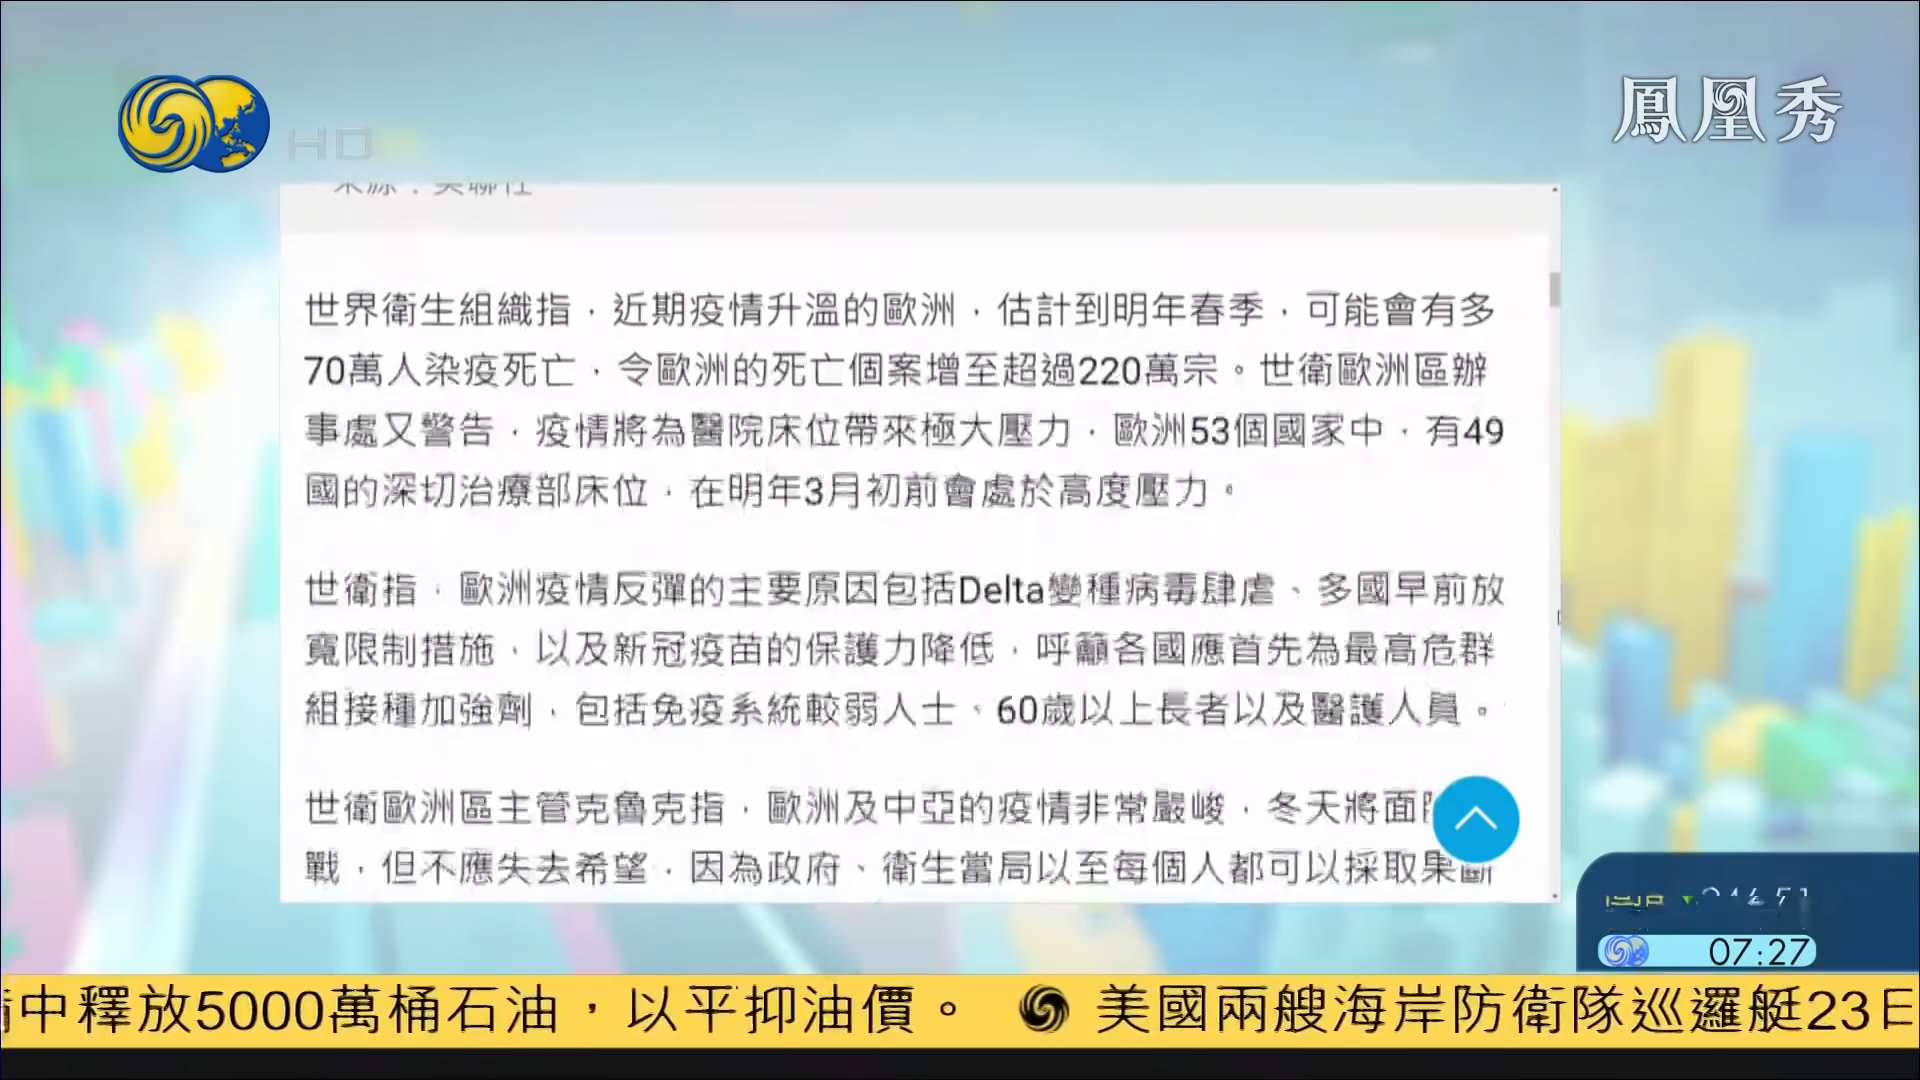 鳳凰秀
HD
來源：美聯社
世界衛生組織指，近期疫情升溫的歐洲，估計到明年春季，可能會有多
70萬人染疫死亡，令歐洲的死亡個案增至超過220萬宗。世衛歐洲區辦
事處又警告，疫情將為醫院床位帶來極大壓力，歐洲53個國家中，有49
國的深切治療部床位，在明年3月初前會處於高度壓力。
世衛指，歐洲疫情反彈的主要原因包括Delta變種病毒肆虐、多國早前放
寬限制措施，以及新冠疫苗的保護力降低，呼籲各國應首先為最高危群
組接種加強劑，包括免疫系統較弱人士、60歲以上長者以及醫護人員。
世衛歐洲區主管克魯克指，歐洲及中亞的疫情非常嚴峻，冬天將面
戰，但不應失去希望，因為政府、衛生當局以至每個人都可以採取果斷
07:27
中釋放5000萬桶石油，以平抑油價。 美國兩艘海岸防衛隊巡邏艇23日